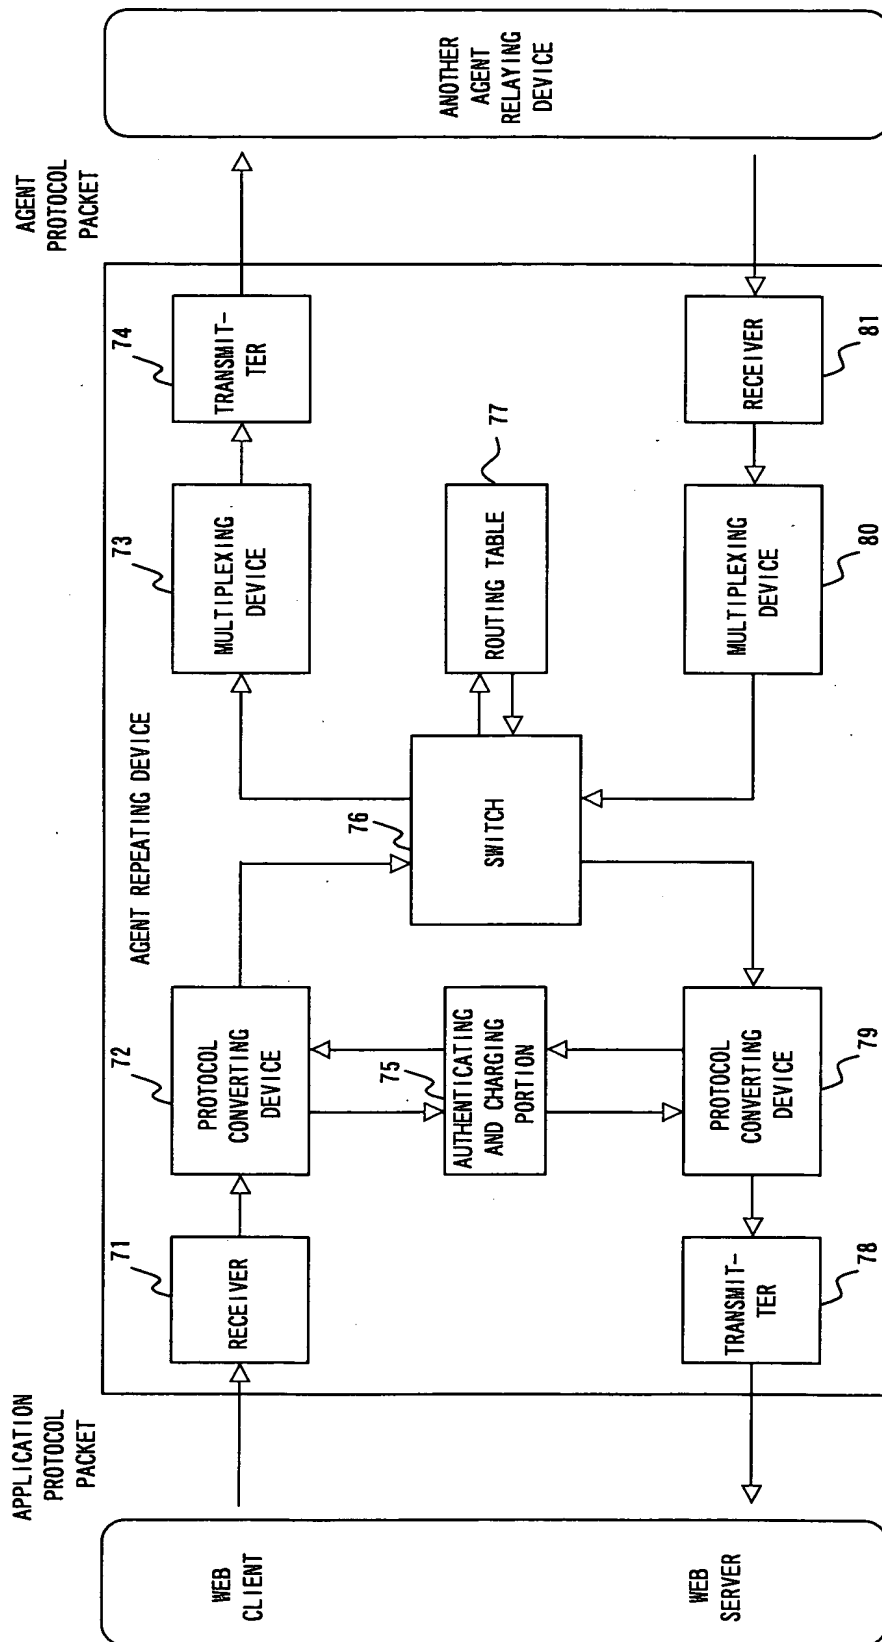 APPLICATION
PROTOCOL
PACKET
AGENT
PROTOCOL
PACKET
WEB
CLIENT
WEB
SERVER
AGENT REPEATING DEVICE
71
RECEIVER
72
PROTOCOL
CONVERTING
DEVICE
73
MULTIPLEXING
DEVICE
74
TRANSMIT-
TER
75
AUTHENTICATING
AND CHARGING
PORTION
76
SWITCH
77
ROUTING TABLE
TRANSMIT-
TER
78
PROTOCOL
CONVERTING
DEVICE
79
MULTIPLEXING
DEVICE
80
RECEIVER
81
ANOTHER
AGENT
RELAYING
DEVICE